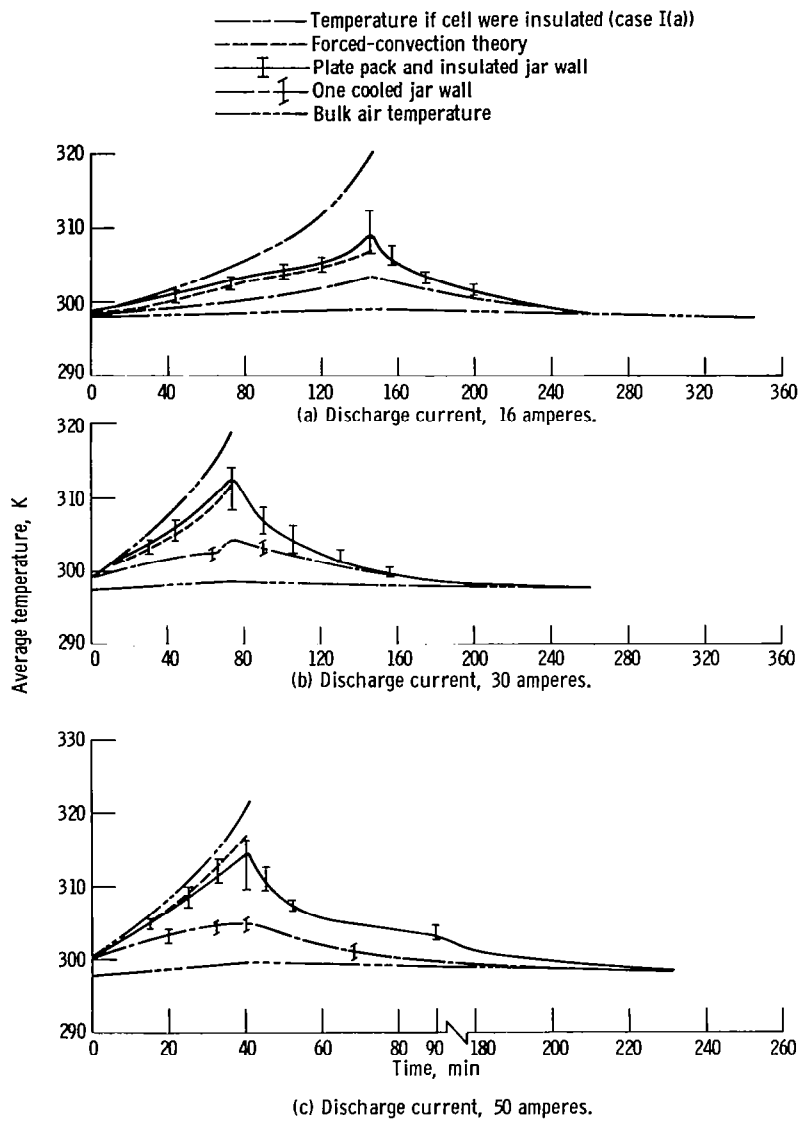 Temperature if cell were insulated (case I(a))
Forced-convection theory
Plate pack and insulated jar wall
One cooled jar wall
Bulk air temperature
320
310
300
290
0 40 80 120 160 200 240 280 320 360
(a) Discharge current, 16 amperes.
Average temperature, K
320
310
300
290
0 40 80 120 160 200 240 280 320 360
(b) Discharge current, 30 amperes.
330
320
310
300
290
0 20 40 60 80 90 180 200 220 240 260
Time, min
(c) Discharge current, 50 amperes.